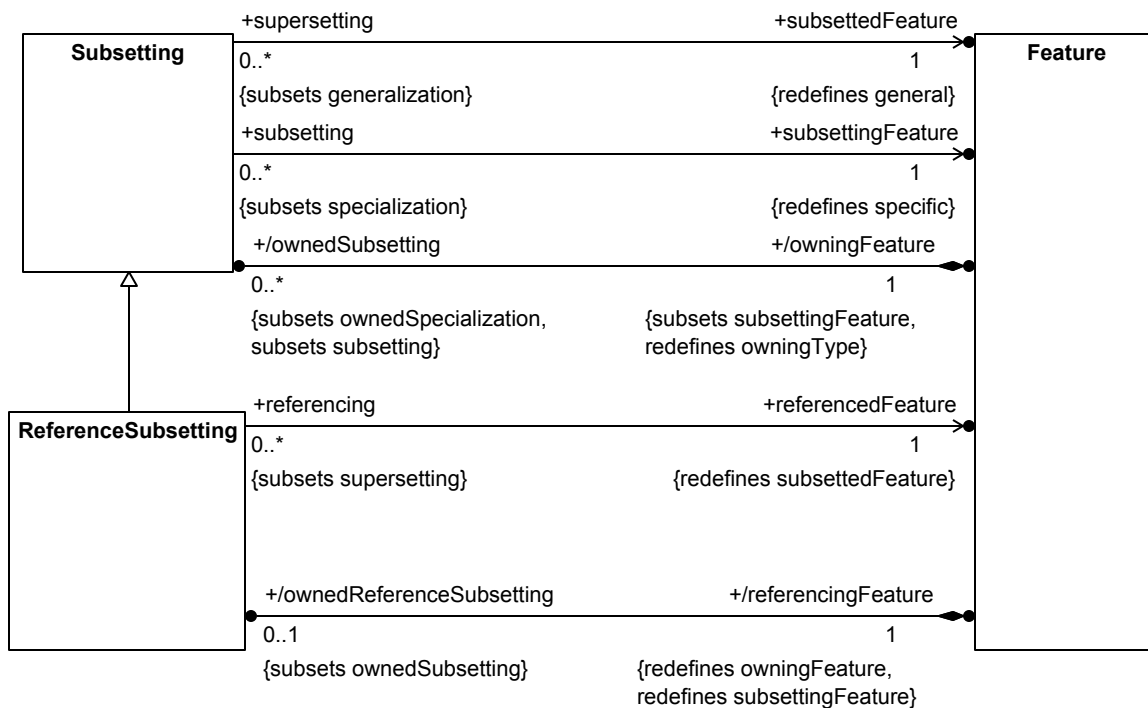 +supersetting
+subsettedFeature
Subsetting
Feature
0..*
1
{subsets generalization}
{redefines general}
+subsetting
+subsettingFeature
0..*
1
{subsets specialization}
{redefines specific}
+/ownedSubsetting
+/owningFeature
0..*
1
{subsets ownedSpecialization,
subsets subsetting}
{subsets subsettingFeature,
redefines owningType}
+referencing
+referencedFeature
ReferenceSubsetting
0..*
1
{subsets supersetting}
{redefines subsettedFeature}
+/ownedReferenceSubsetting
+/referencingFeature
0..1
1
{subsets ownedSubsetting}
{redefines owningFeature,
redefines subsettingFeature}